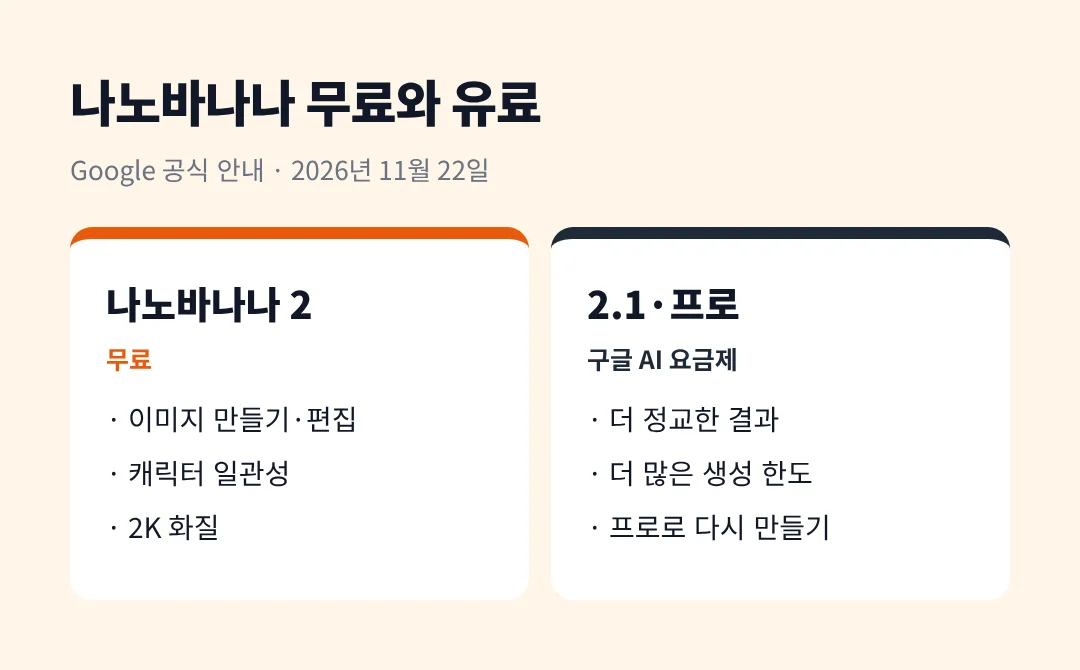 나노바나나 무료와 유료
Google 공식 안내 · 2026년 11월 22일
나노바나나 2
무료
· 이미지 만들기·편집
· 캐릭터 일관성
· 2K 화질
2.1·프로
구글 AI 요금제
· 더 정교한 결과
· 더 많은 생성 한도
· 프로로 다시 만들기